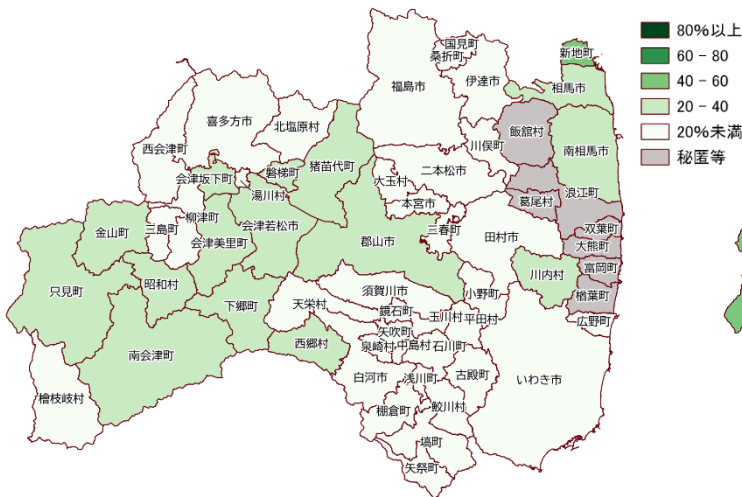 80%以上
60 - 80
40 - 60
20 - 40
20%未満
秘匿等
国見町
桑折町
新地町
伊達市
相馬市
福島市
喜多方市
北塩原村
飯舘村
川俣町
西会津町
南相馬市
猪苗代町
二本松市
会津坂下町
磐梯町
大玉村
湯川村
本宮市
葛尾村
浪江町
柳津町
会津若松市
金山町
三島町
三春町
双葉町
会津美里町
郡山市
田村市
大熊町
昭和村
川内村
富岡町
只見町
須賀川市
小野町
楢葉町
下郷町
天栄村
鏡石町
玉川村
平田村
広野町
矢吹町
西郷村
泉崎村
中島村
石川町
南会津町
白河市
浅川町
古殿町
いわき市
檜枝岐村
棚倉町
鮫川村
塙町
矢祭町